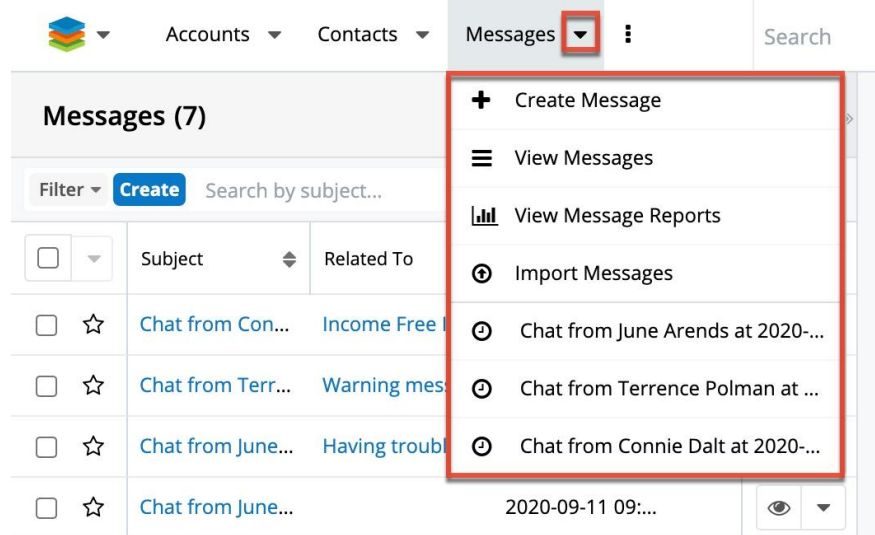 Accounts Contacts Messages Search
Messages (7)
Create Message
View Messages
View Message Reports
Import Messages
Chat from June Arends at 2020-...
Chat from Terrence Polman at ...
Chat from Connie Dalt at 2020-...
Filter Create Search by subject...
Subject Related To
Chat from Con... Income Free
Chat from Terr... Warning mes
Chat from June... Having troubl
Chat from June... 2020-09-11 09:...